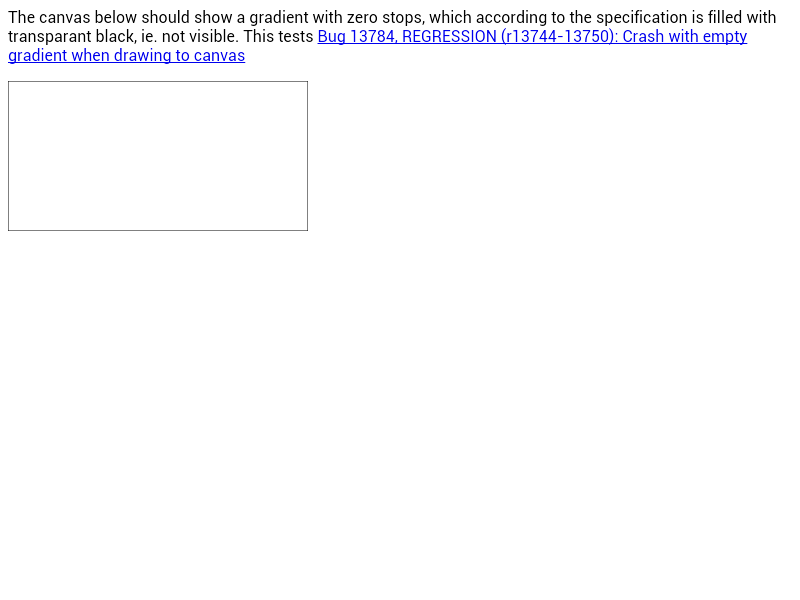 The canvas below should show a gradient with zero stops, which according to the specification is filled with
transparant black, ie. not visible. This tests Bug 13784, REGRESSION (r13744-13750): Crash with empty
gradient when drawing to canvas